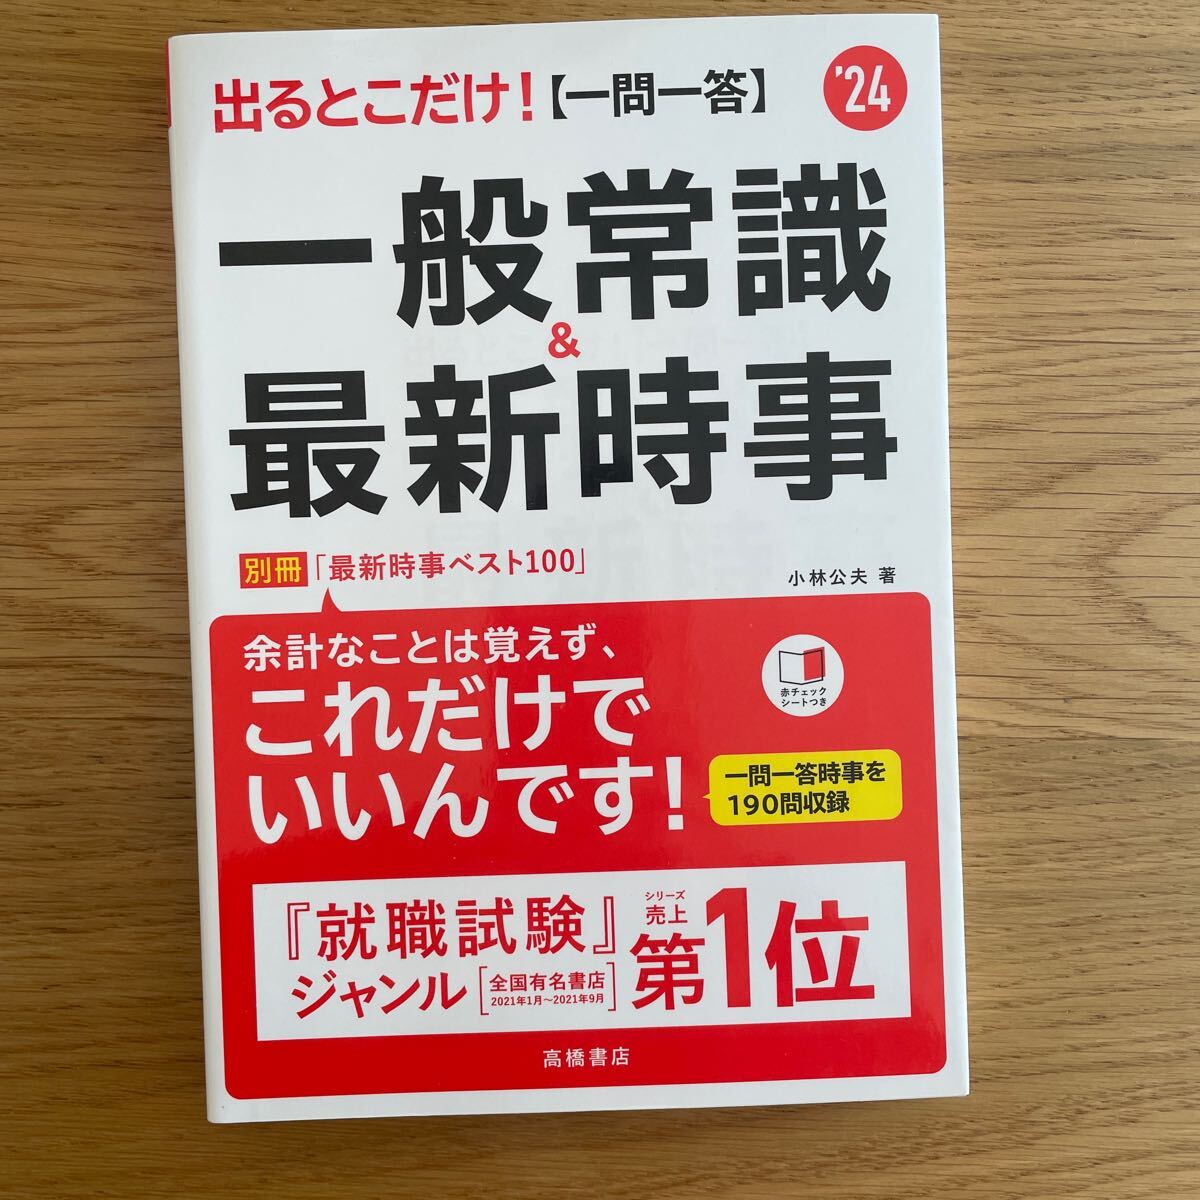 出るとこだけ！【一問一答】
'24
一般常識
&
最新時事
別冊「最新時事ベスト100」
小林公夫 著
余計なことは覚えず、
これだけで
いいんです！
赤チェック
シートつき
一問一答時事を
190問収録
『就職試験』
ジャンル
全国有名書店
2021年1月〜2021年9月
シリーズ
売上
第1位
高橋書店